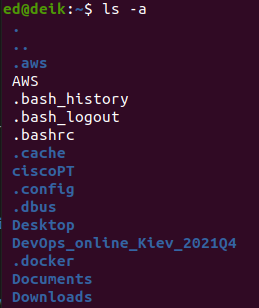 ed@deik:~$ ls -a
.
..
.aws
AWS
.bash_history
.bash_logout
.bashrc
.cache
ciscoPT
.config
.dbus
Desktop
DevOps_online_Kiev_2021Q4
.docker
Documents
Downloads